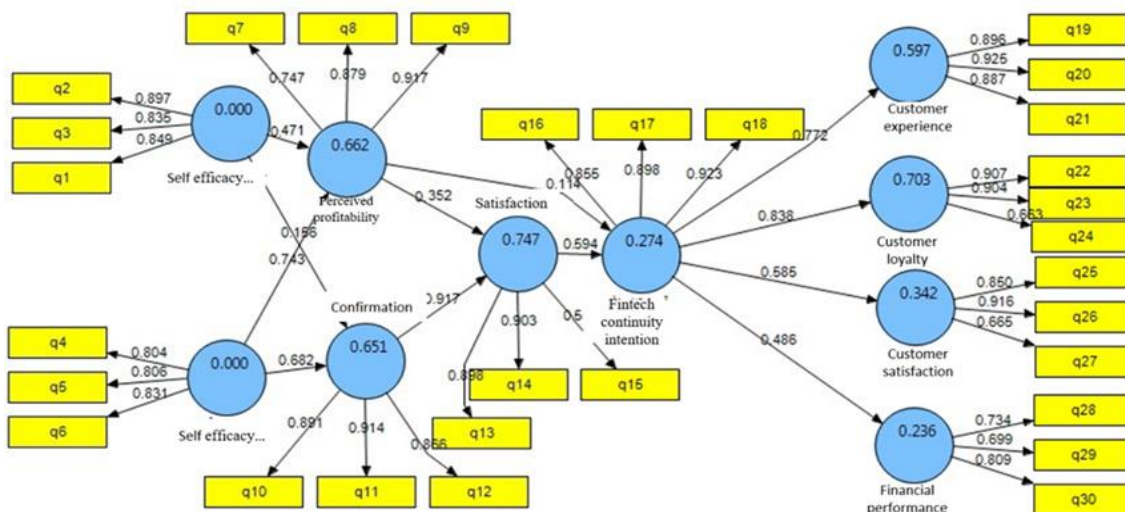 q7
q8
q9
0.747
0.879
0.917
q2
q3
q1
0.897
0.835
0.849
0.000
Self efficacy...
0.471
0.662
Perceived
profitability
0.352
0.114
0.743
q4
q5
q6
0.804
0.806
0.831
0.000
Self efficacy...
0.682
Confirmation
0.651
0.891
0.914
0.866
q10
q11
q12
.917
Satisfaction
0.747
0.594
0.898
0.903
0.5
q13
q14
q15
q16
q17
q18
0.855
0.898
0.923
0.274
Fintech
continuity
intention
0.772
0.838
0.585
0.486
0.597
Customer
experience
0.896
0.925
0.887
q19
q20
q21
0.703
Customer
loyalty
0.907
0.904
0.663
q22
q23
q24
0.342
Customer
satisfaction
0.850
0.916
0.665
q25
q26
q27
0.236
Financial
performance
0.734
0.699
0.809
q28
q29
q30